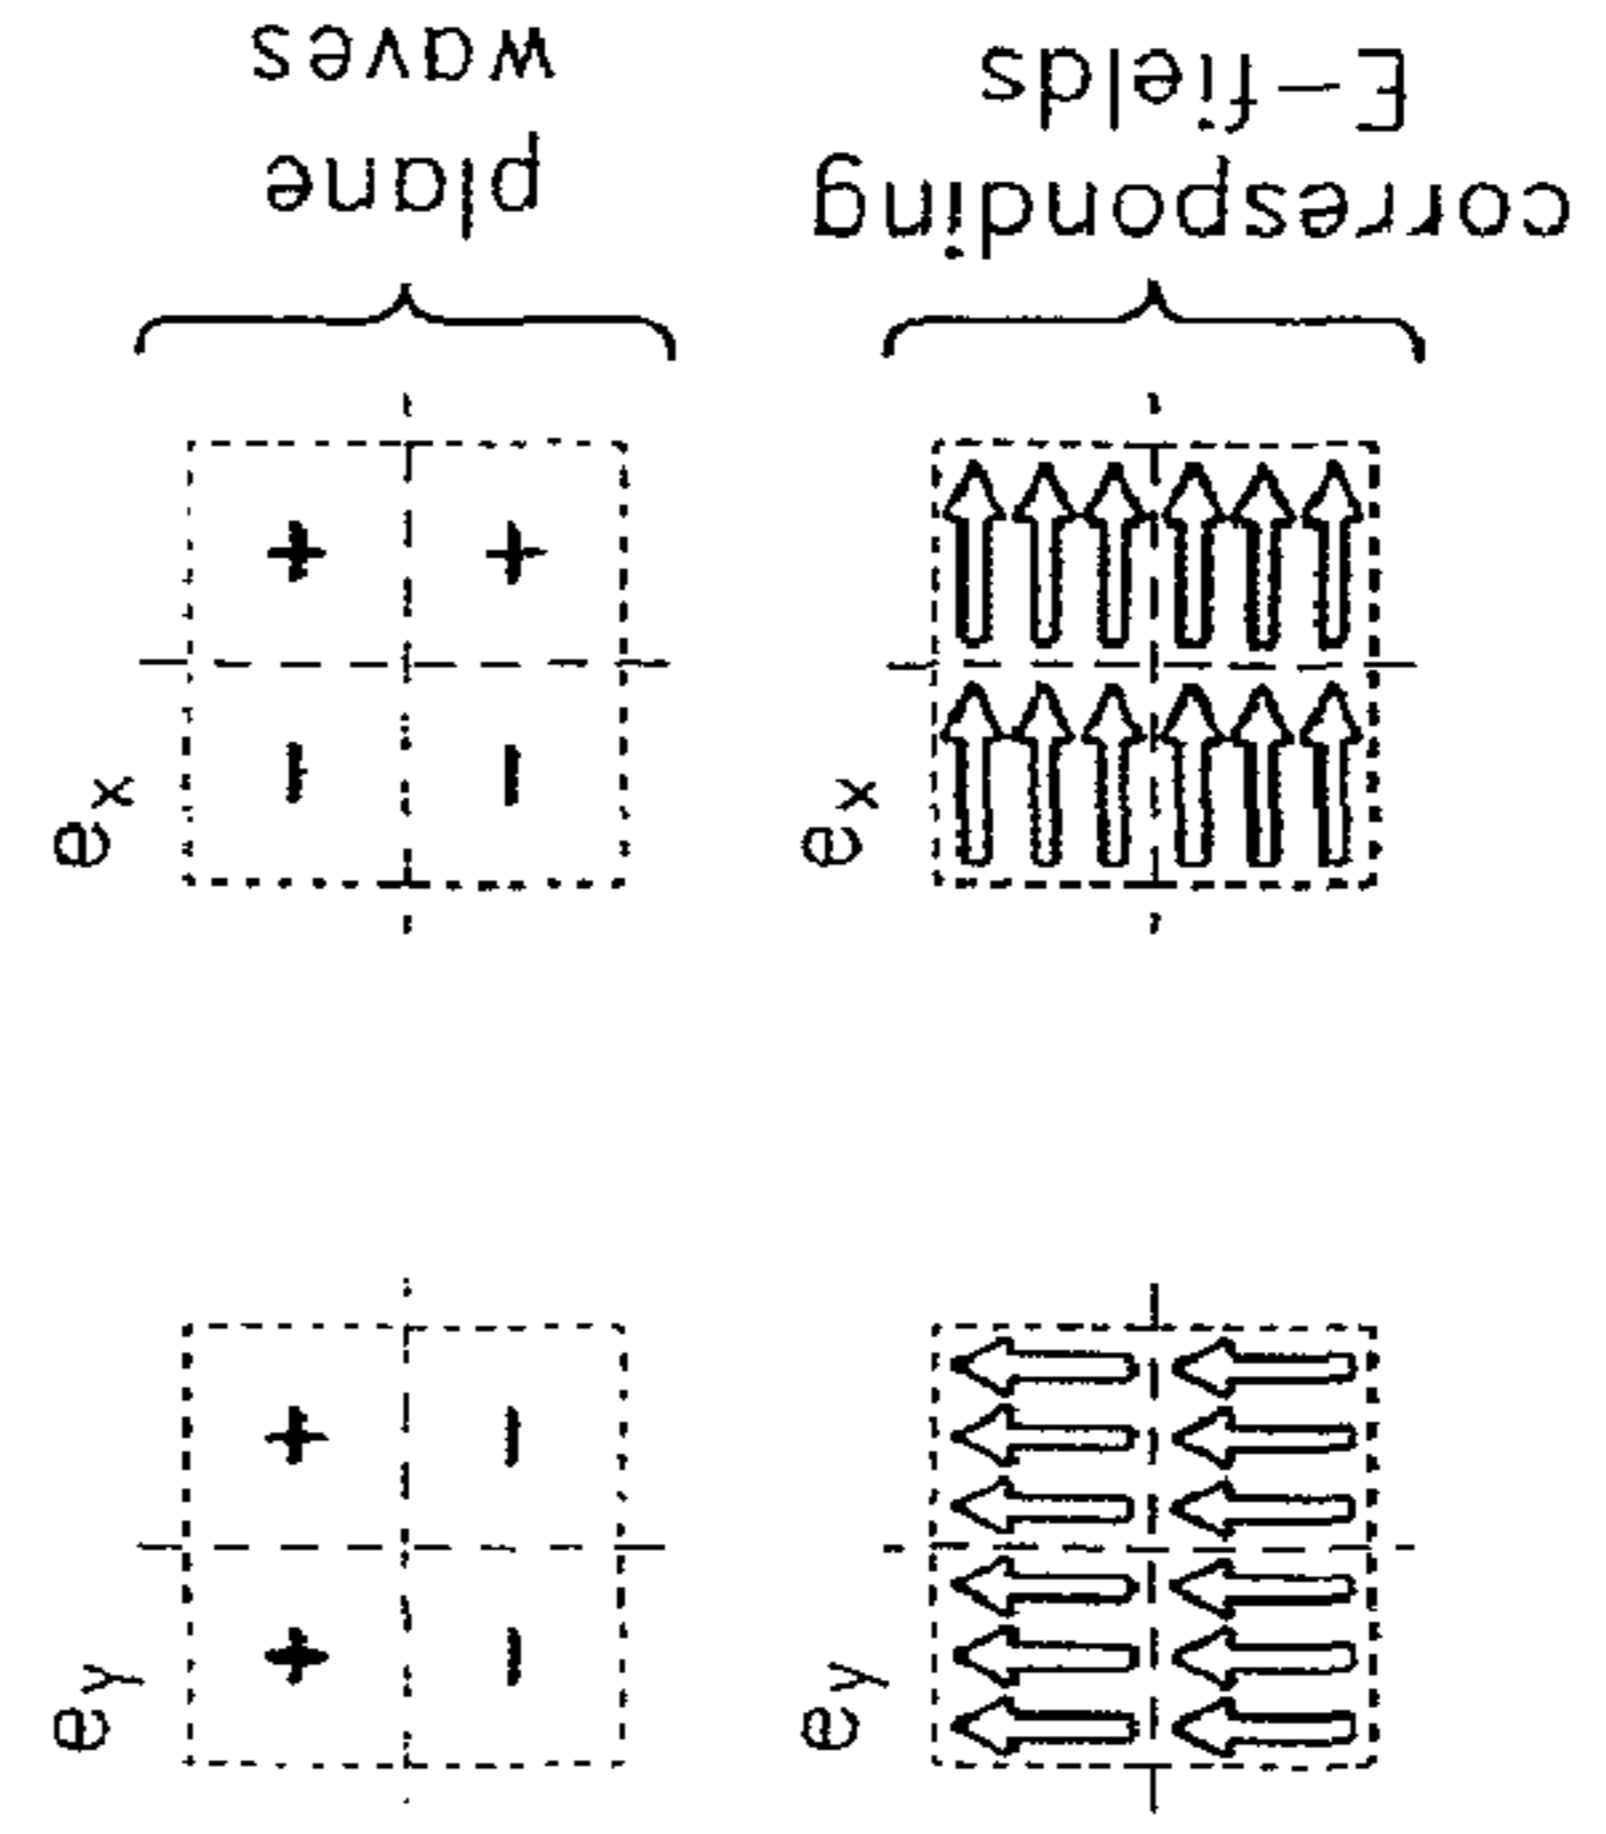 plane
waves
corresponding
E-fields
ex
- +
- +
ex
ey
+ +
- -
ey